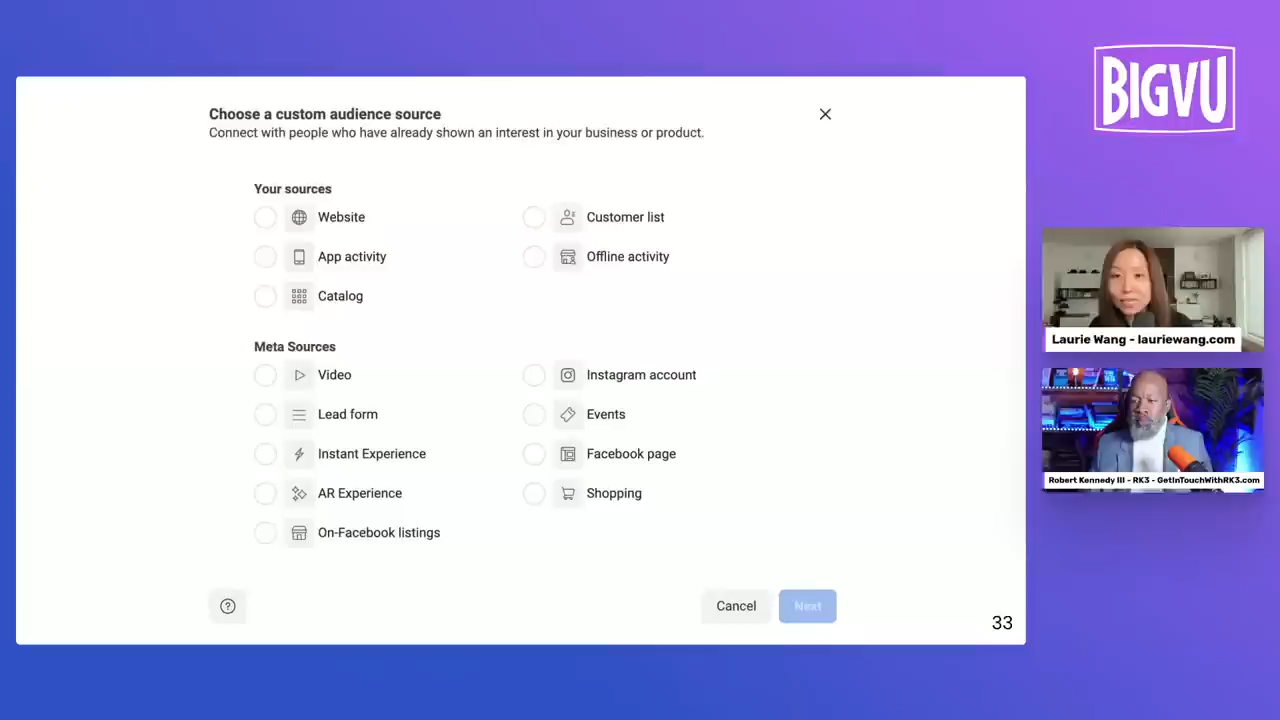 BIGVU
Choose a custom audience source
Connect with people who have already shown an interest in your business or product.
Your sources
Website
Customer list
App activity
Offline activity
Catalog
Meta Sources
Video
Instagram account
Lead form
Events
Instant Experience
Facebook page
AR Experience
Shopping
On-Facebook listings
Cancel
Next
33
Laurie Wang - lauriewang.com
Robert Kennedy III - RK3 - GetInTouchWithRK3.com